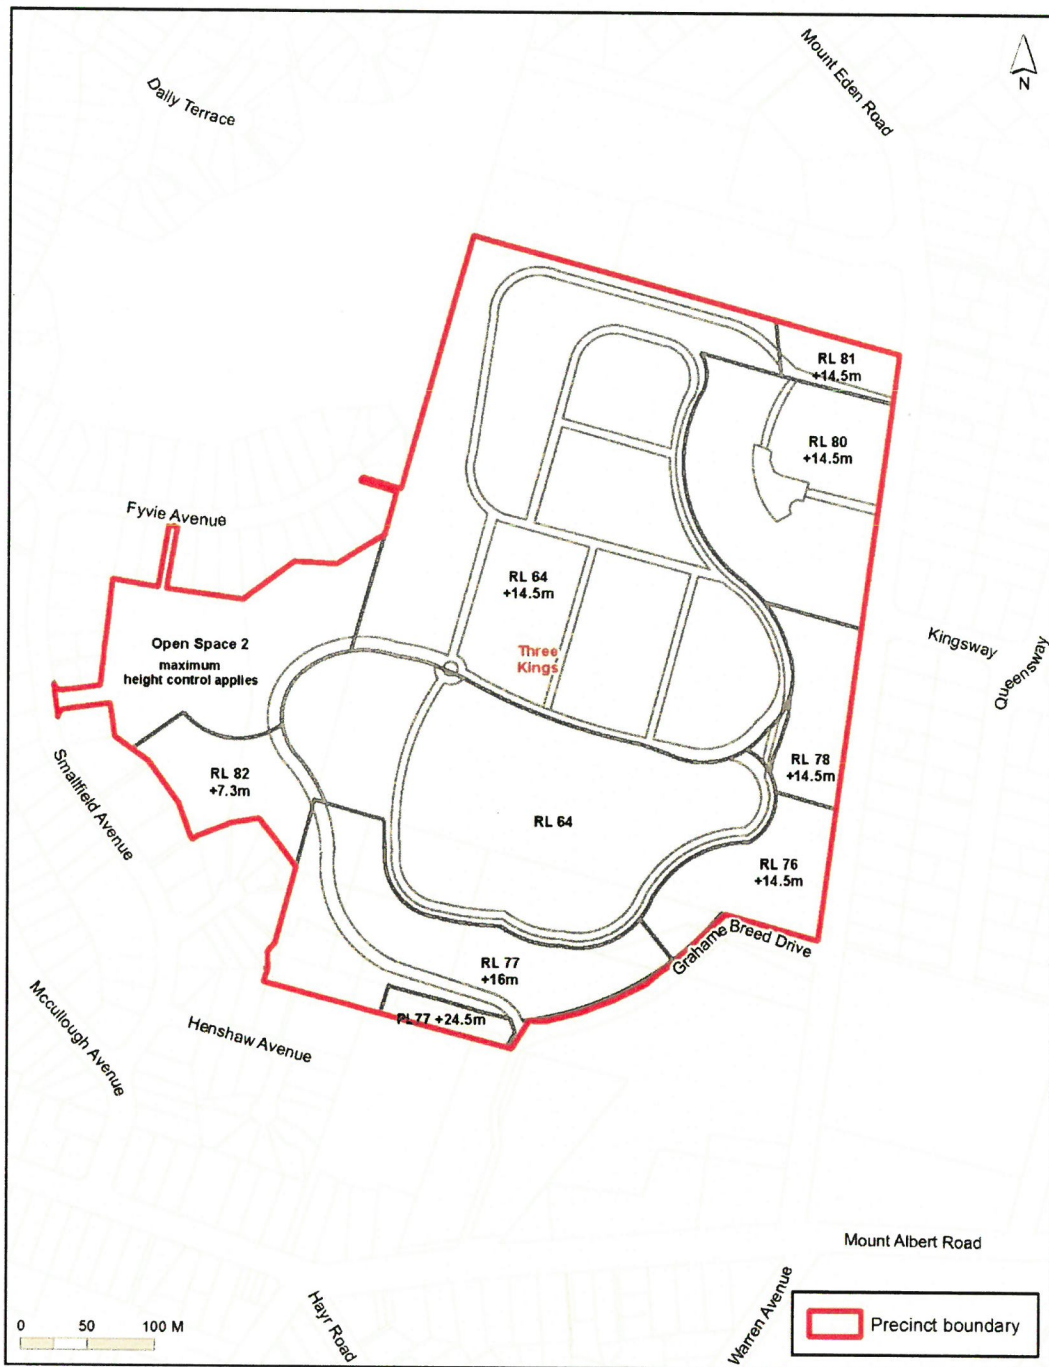 Mount Eden Road
N
Daily Terrace
RL 81
+14.5m
RL 80
+14.5m
Fyvie Avenue
RL 64
+14.5m
Three
Kings
Kingsway
Queensway
Open Space 2
maximum
height control applies
Smallfield Avenue
RL 82
+7.3m
RL 78
+14.5m
RL 64
RL 76
+14.5m
Grahame Breed Drive
RL 77
+16m
RL77 +24.5m
Mccullough Avenue
Henshaw Avenue
Mount Albert Road
Hayr Road
Warren Avenue
0 50 100 M
Precinct boundary